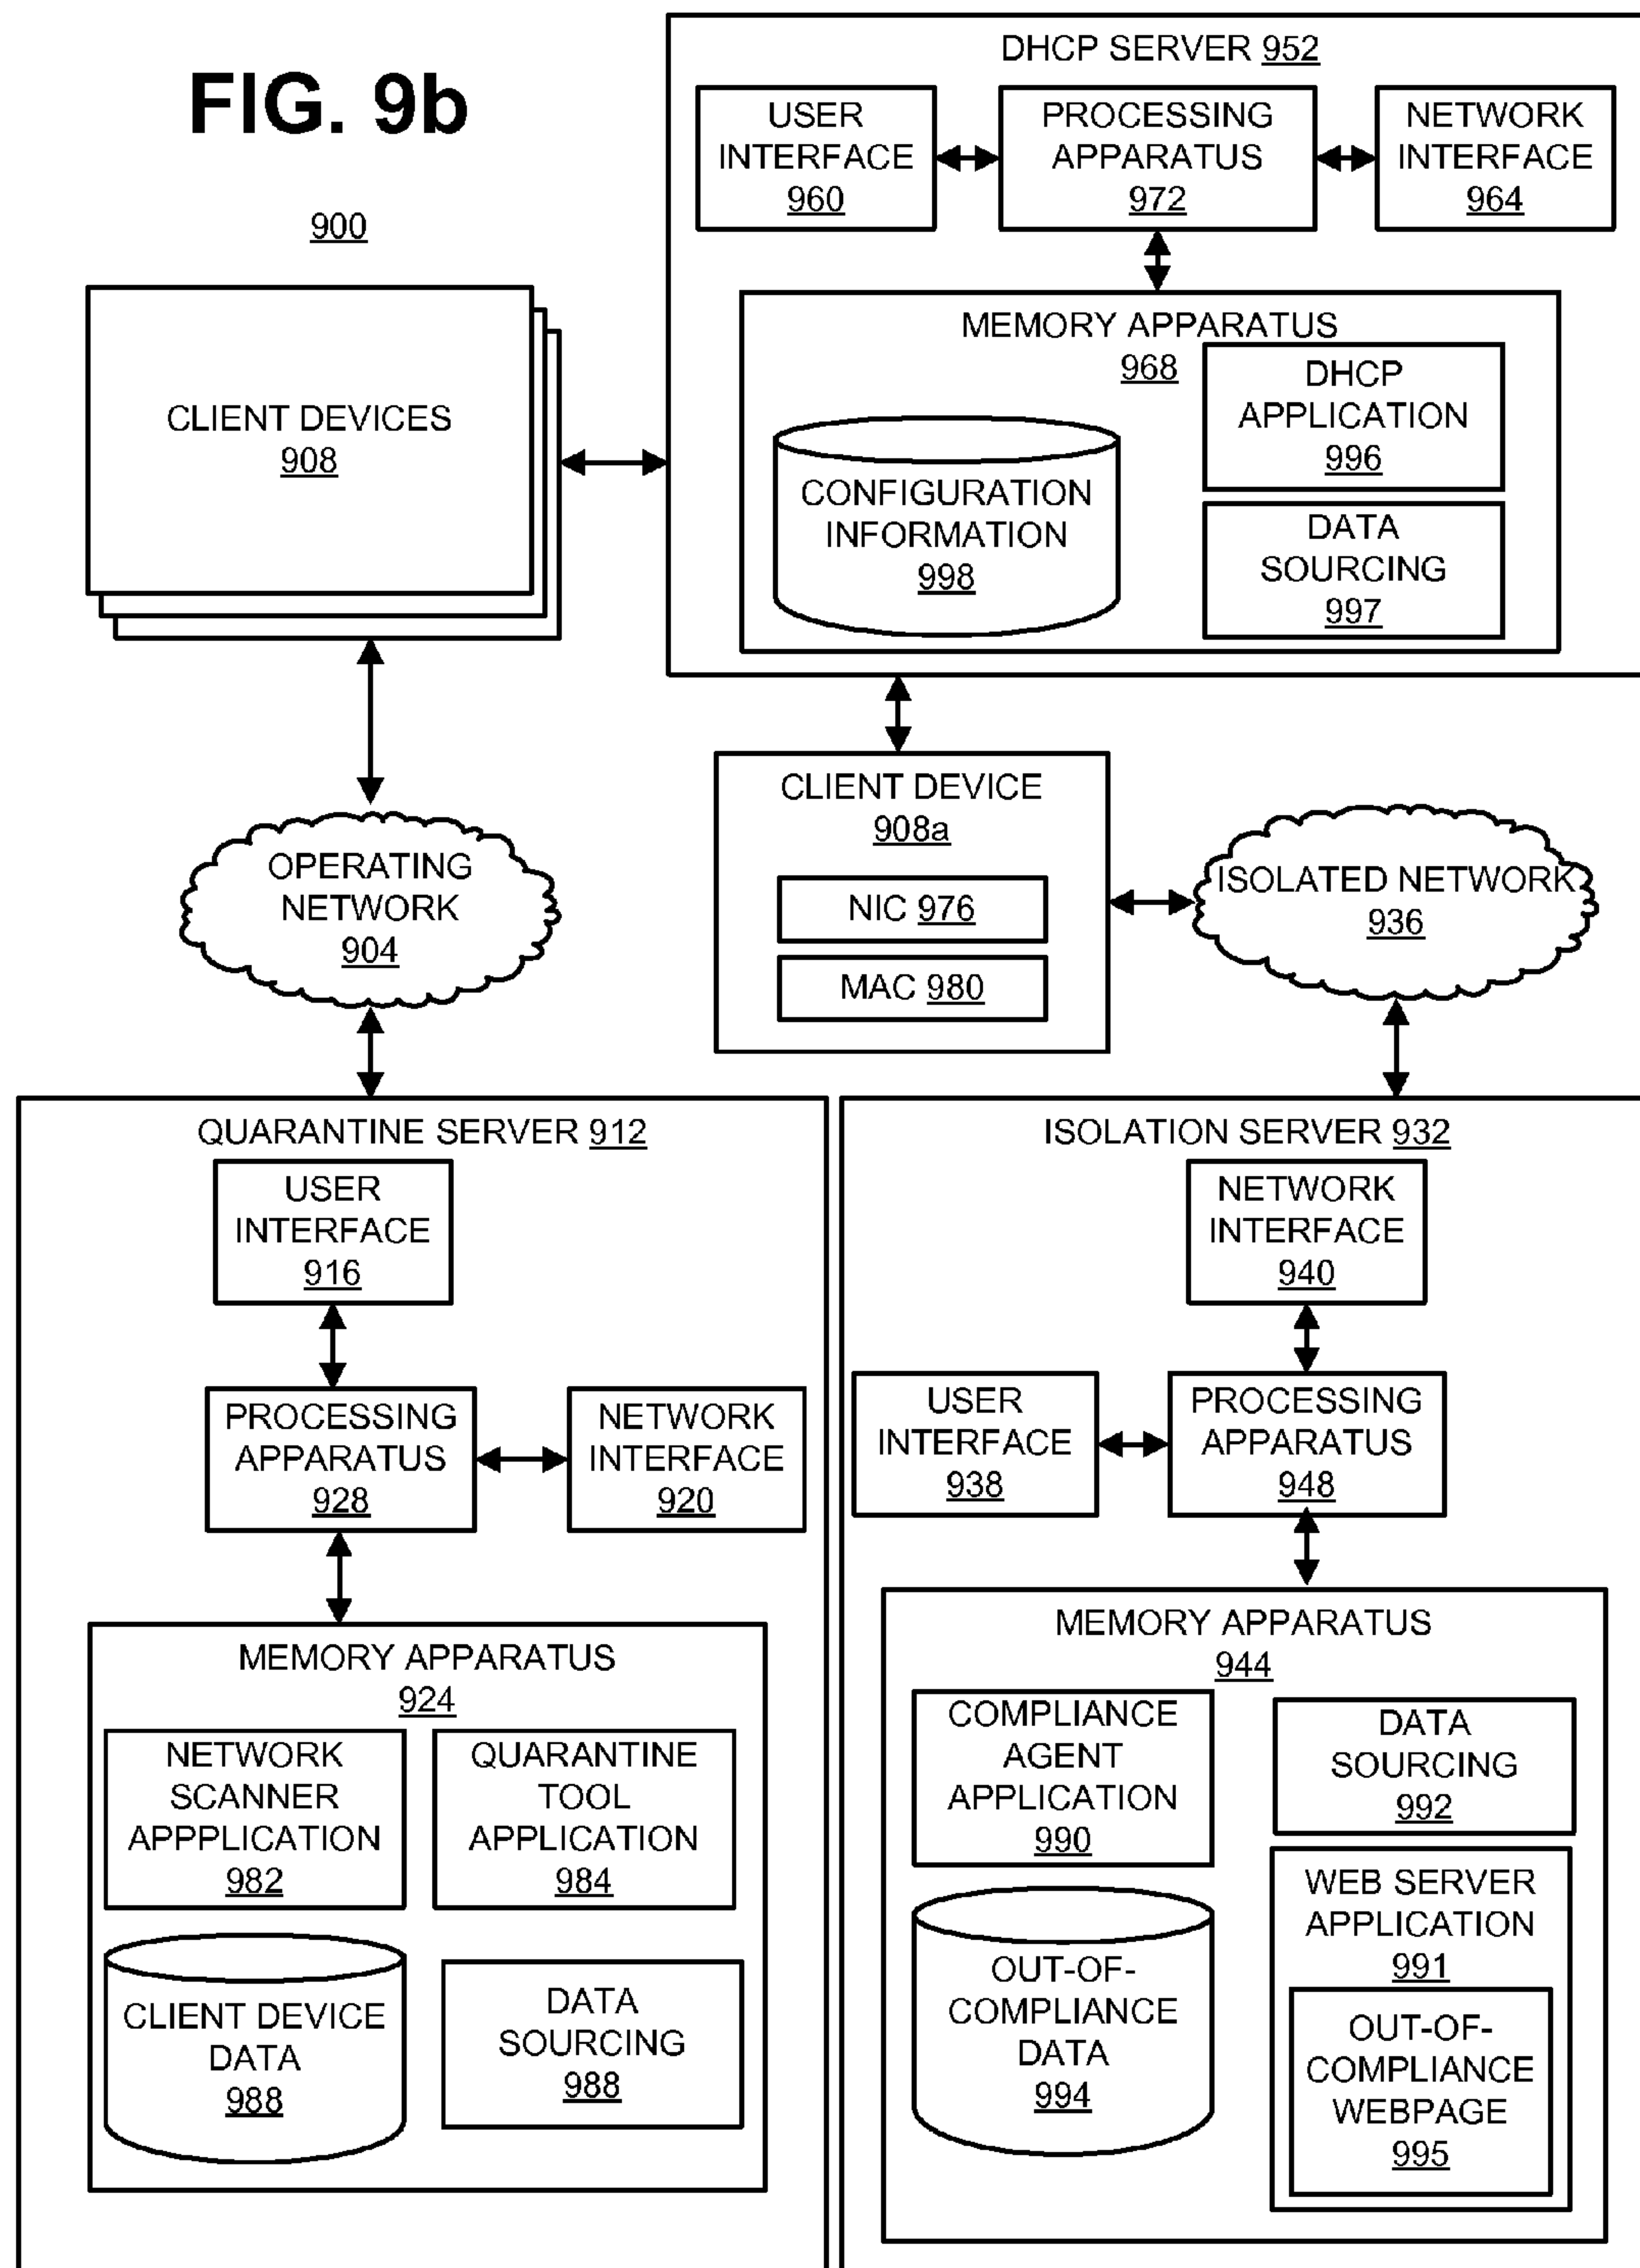 FIG. 9b
900
DHCP SERVER 952
USER
INTERFACE
960
PROCESSING
APPARATUS
972
NETWORK
INTERFACE
964
MEMORY APPARATUS
968
DHCP
APPLICATION
996
CONFIGURATION
INFORMATION
998
DATA
SOURCING
997
CLIENT DEVICES
908
CLIENT DEVICE
908a
NIC 976
MAC 980
OPERATING
NETWORK
904
ISOLATED NETWORK
936
QUARANTINE SERVER 912
USER
INTERFACE
916
PROCESSING
APPARATUS
928
NETWORK
INTERFACE
920
MEMORY APPARATUS
924
NETWORK
SCANNER
APPPLICATION
982
QUARANTINE
TOOL
APPLICATION
984
CLIENT DEVICE
DATA
988
DATA
SOURCING
988
ISOLATION SERVER 932
NETWORK
INTERFACE
940
USER
INTERFACE
938
PROCESSING
APPARATUS
948
MEMORY APPARATUS
944
COMPLIANCE
AGENT
APPLICATION
990
DATA
SOURCING
992
OUT-OF-
COMPLIANCE
DATA
994
WEB SERVER
APPLICATION
991
OUT-OF-
COMPLIANCE
WEBPAGE
995